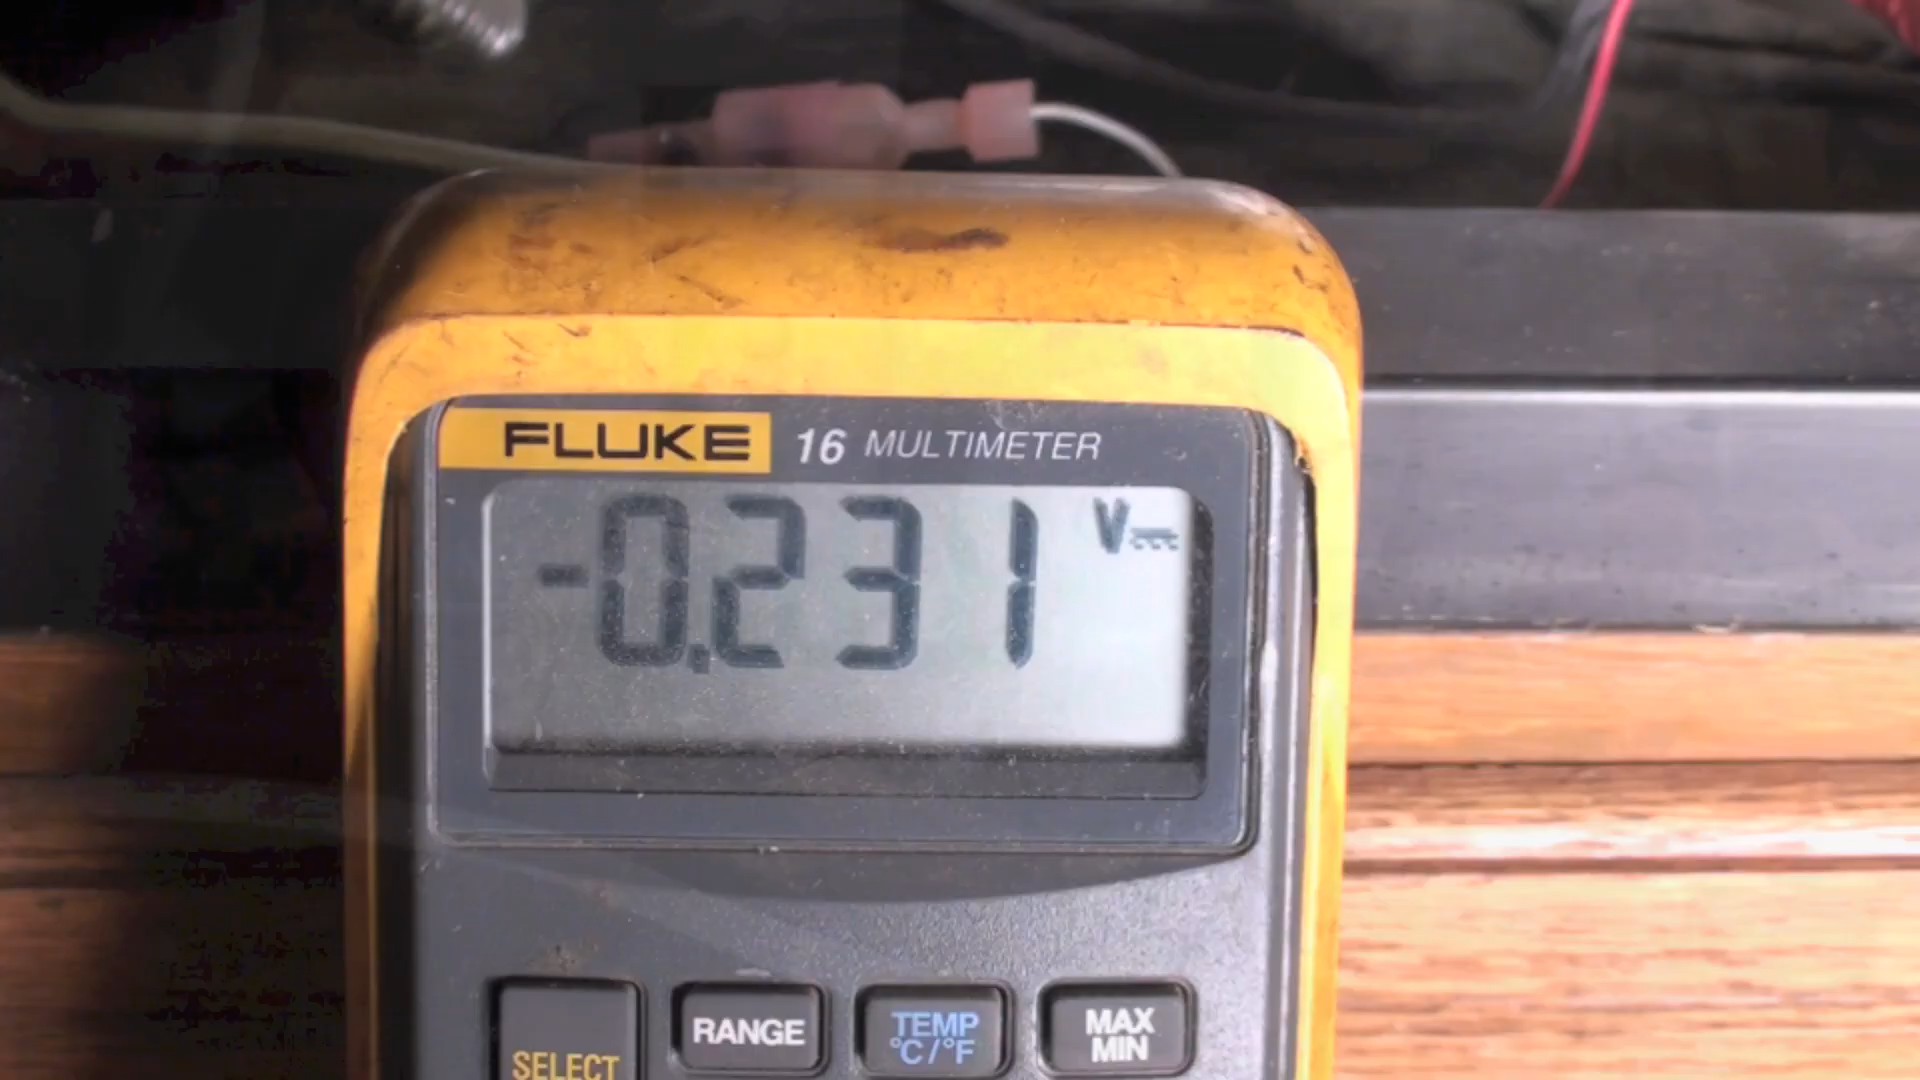 FLUKE 16 MULTIMETER
-0.231 V
SELECT
RANGE
TEMP
°C/°F
MAX
MIN